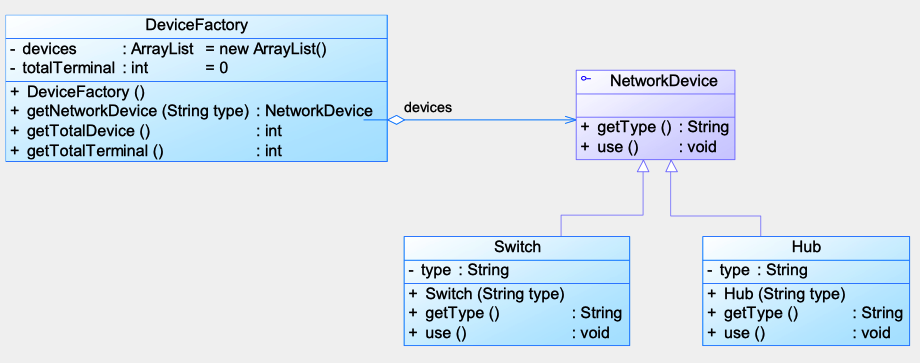 DeviceFactory
- devices : ArrayList = new ArrayList()
- totalTerminal : int = 0
+ DeviceFactory ()
+ getNetworkDevice (String type) : NetworkDevice
+ getTotalDevice () : int
+ getTotalTerminal () : int
devices
NetworkDevice
+ getType () : String
+ use () : void
Switch
- type : String
+ Switch (String type)
+ getType () : String
+ use () : void
Hub
- type : String
+ Hub (String type)
+ getType () : String
+ use () : void